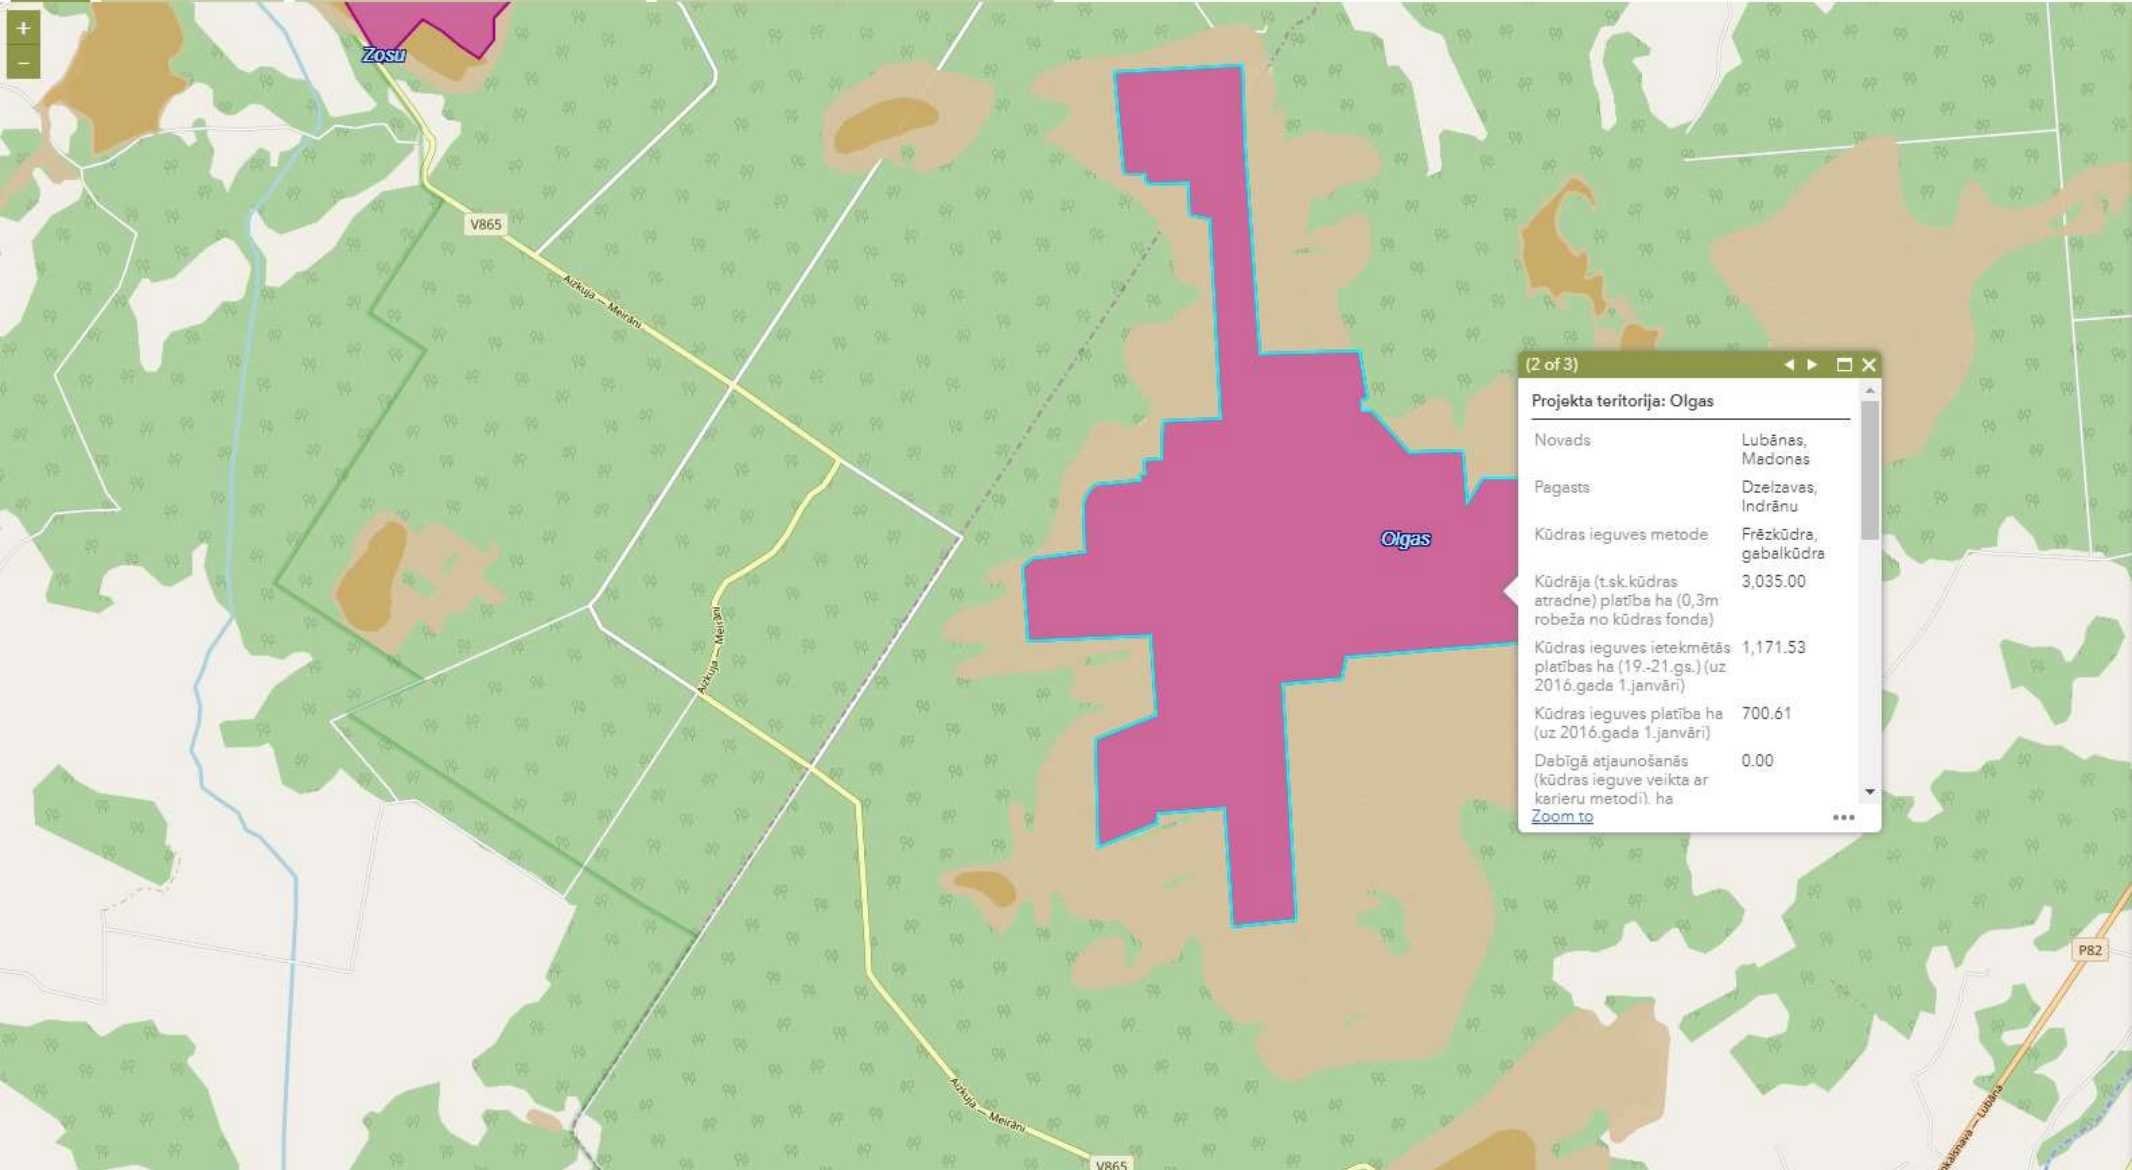 +
−
Zosu
V865
Aizkuja — Meirāni
(2 of 3)
Projekta teritorija: Olgas
Novads
Lubānas,
Madonas
Pagasts
Dzelzavas,
Indrānu
Kūdras ieguves metode
Frēzkūdra,
gabalkūdra
Kūdrāja (t.sk.kūdras
atradne) platība ha (0,3m
robeža no kūdras fonda)
3,035.00
Kūdras ieguves ietekmētās
platības ha (19.-21.gs.) (uz
2016.gada 1.janvāri)
1,171.53
Kūdras ieguves platība ha
(uz 2016.gada 1.janvāri)
700.61
Dabīgā atjaunošanās
(kūdras ieguve veikta ar
karieru metodi), ha
0.00
Zoom to
Olgas
Aizkuja — Meirāni
P82
Aizkuja — Meirāni
Lubāna
V865